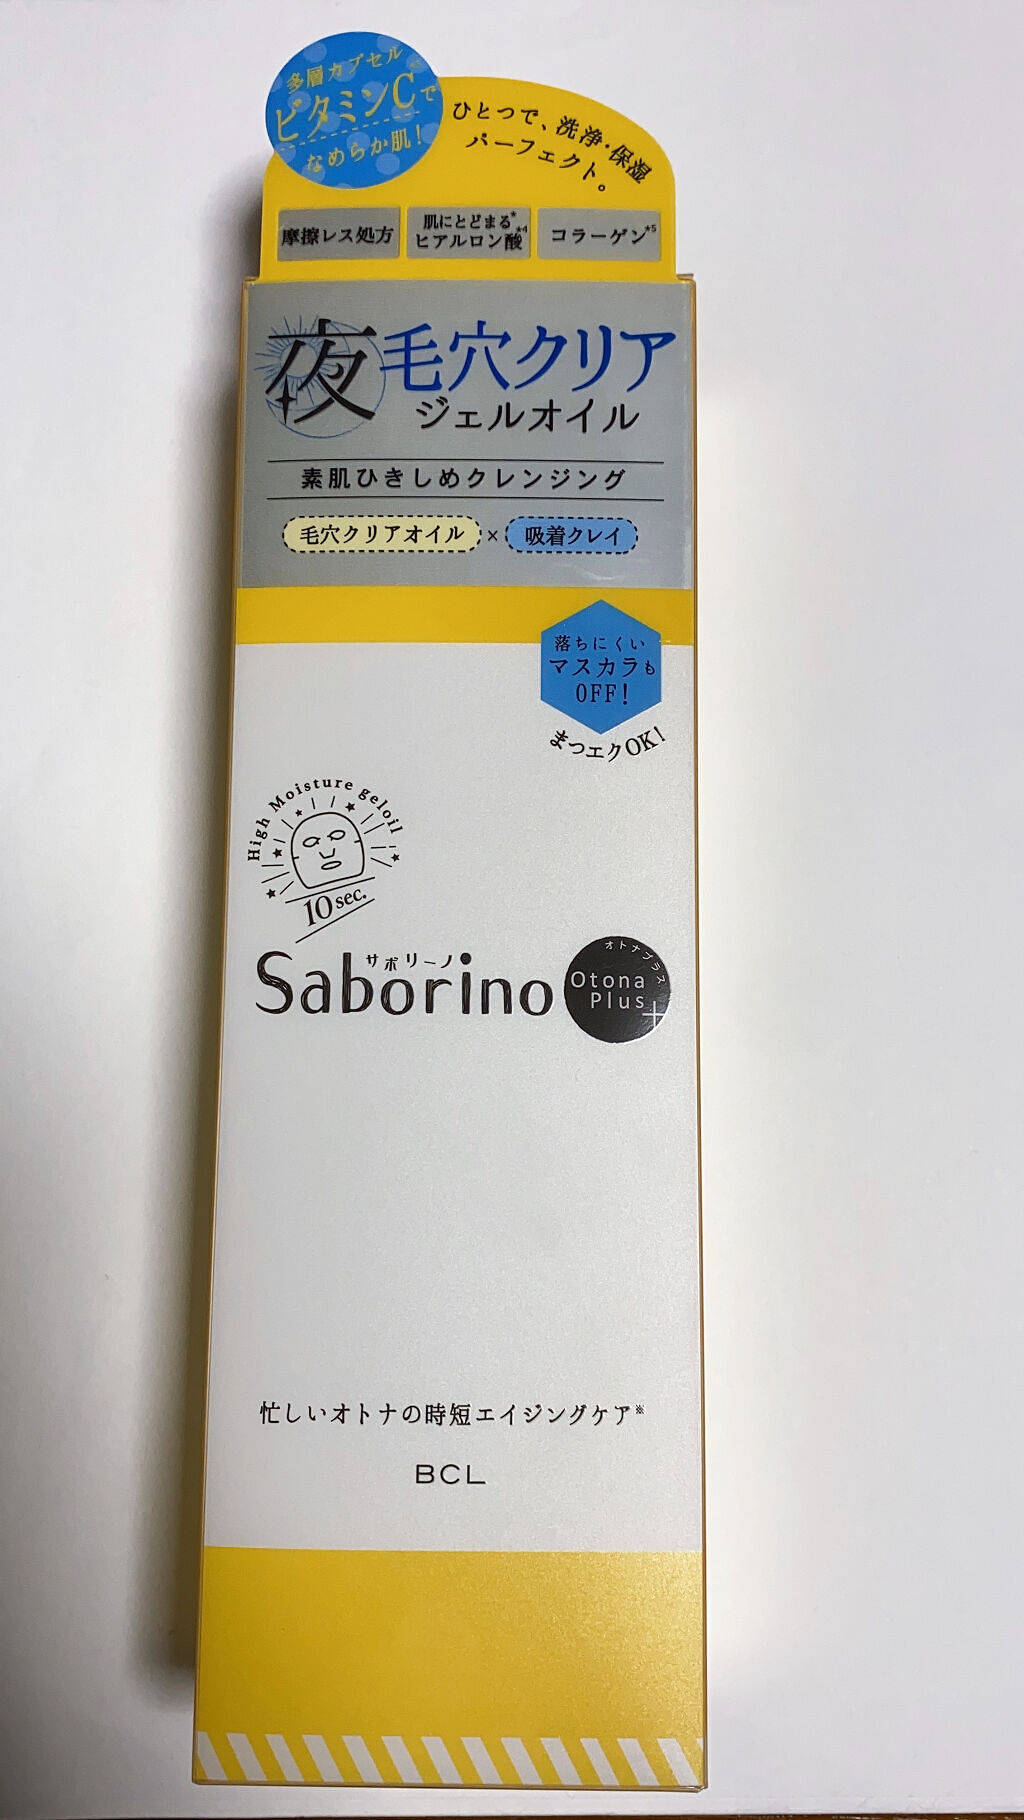 多層カプセル
ビタミンCで
なめらか肌！
ひとつで、洗浄・保湿
パーフェクト。
摩擦レス処方
肌にとどまる*
ヒアルロン酸*4
コラーゲン*5
夜 毛穴クリア
ジェルオイル
素肌ひきしめクレンジング
毛穴クリアオイル × 吸着クレイ
落ちにくい
マスカラも
OFF!
まつエクOK!
High Moisture geloil
10sec.
サボリーノ
Saborino
オトナプラス
Otona
Plus
+
忙しいオトナの時短エイジングケア※
BCL